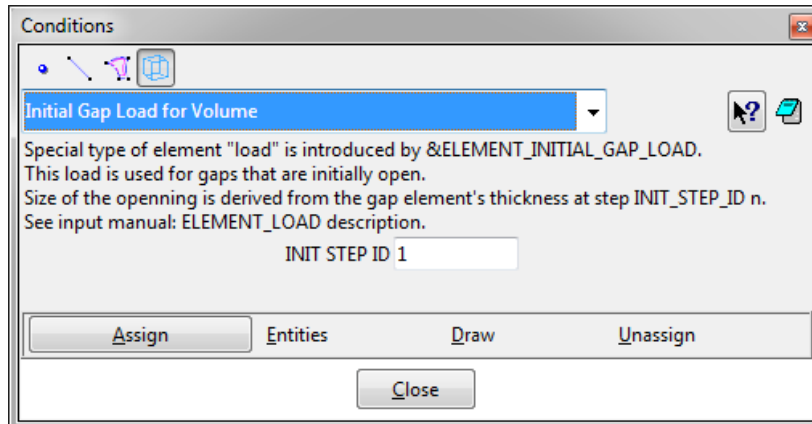 Conditions
Initial Gap Load for Volume
Special type of element "load" is introduced by &ELEMENT_INITIAL_GAP_LOAD.
This load is used for gaps that are initially open.
Size of the openning is derived from the gap element's thickness at step INIT_STEP_ID n.
See input manual: ELEMENT_LOAD description.
INIT STEP ID 1
Assign Entities Draw Unassign
Close